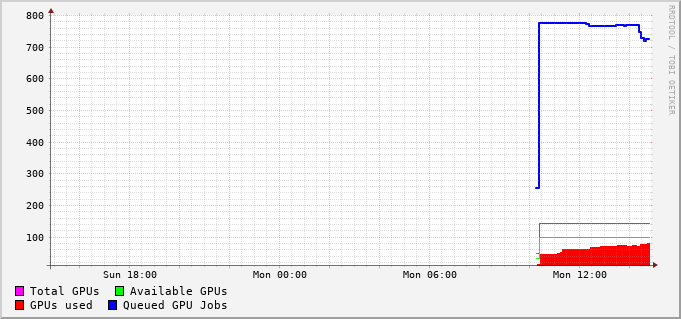 800
700
600
500
400
300
200
100
Sun 18:00 Mon 00:00 Mon 06:00 Mon 12:00
Total GPUs Available GPUs
GPUs used Queued GPU Jobs
RRDTOOL / TOBI OETIKER